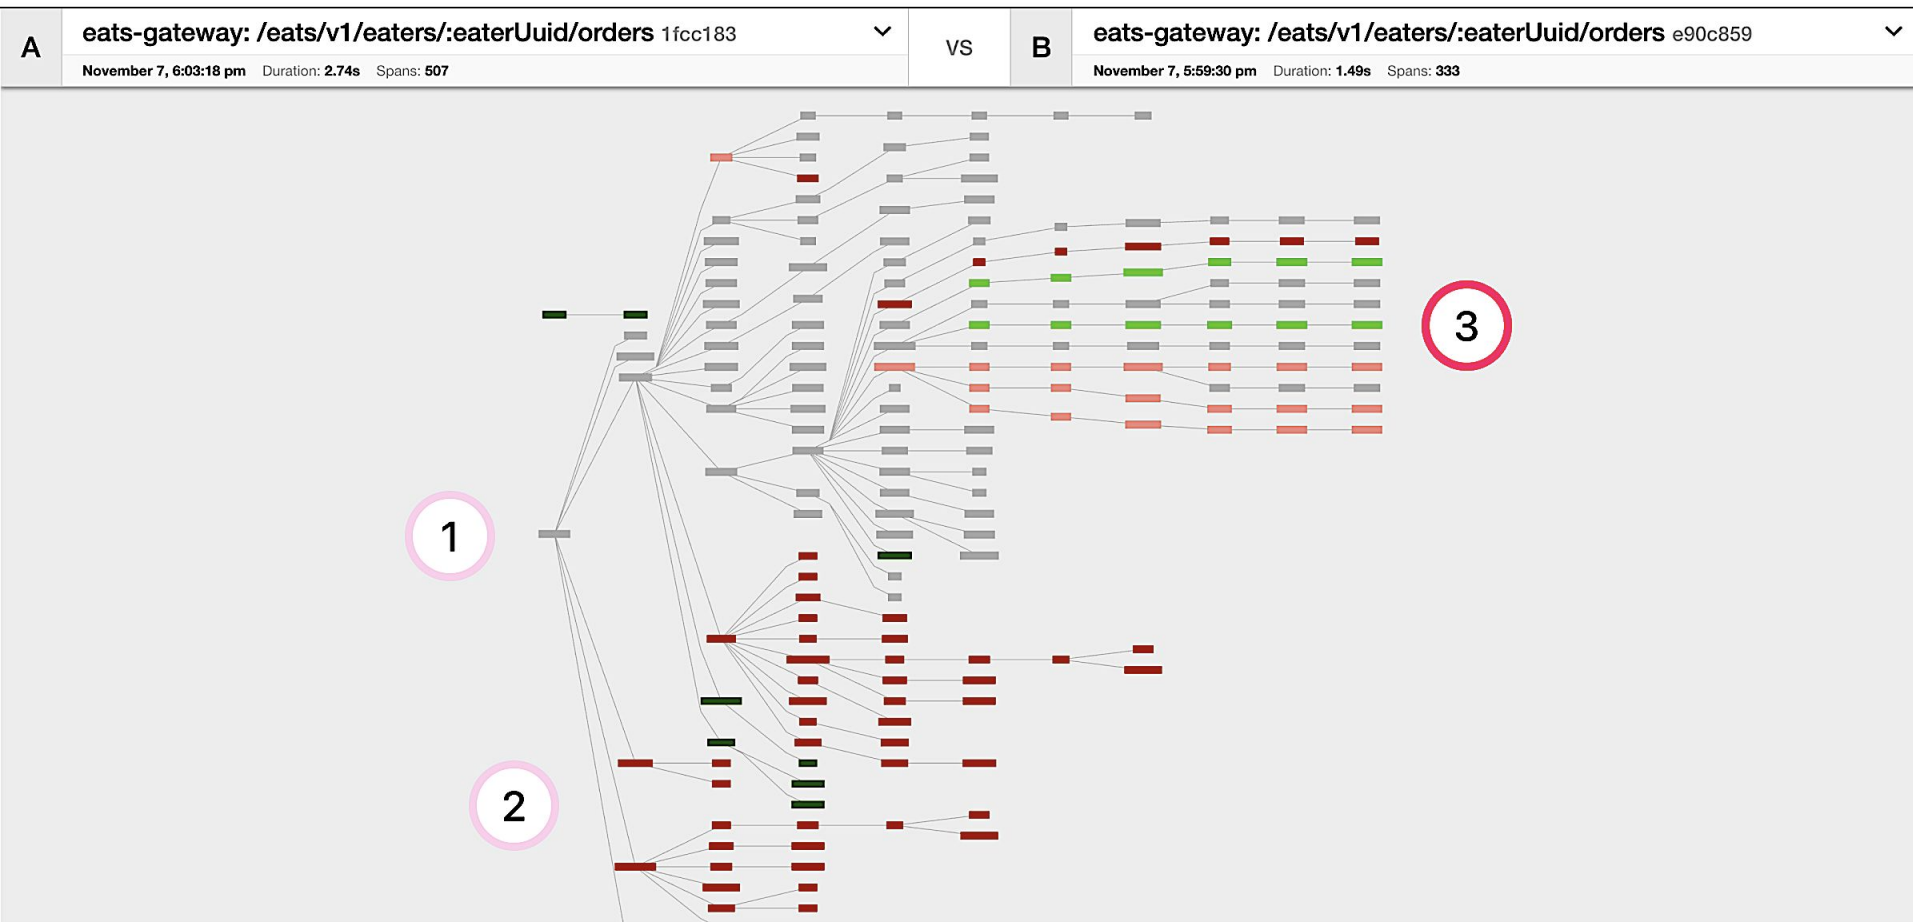 A
eats-gateway: /eats/v1/eaters/:eaterUuid/orders 1fcc183
November 7, 6:03:18 pm Duration: 2.74s Spans: 507
VS
B
eats-gateway: /eats/v1/eaters/:eaterUuid/orders e90c859
November 7, 5:59:30 pm Duration: 1.49s Spans: 333
3
1
2